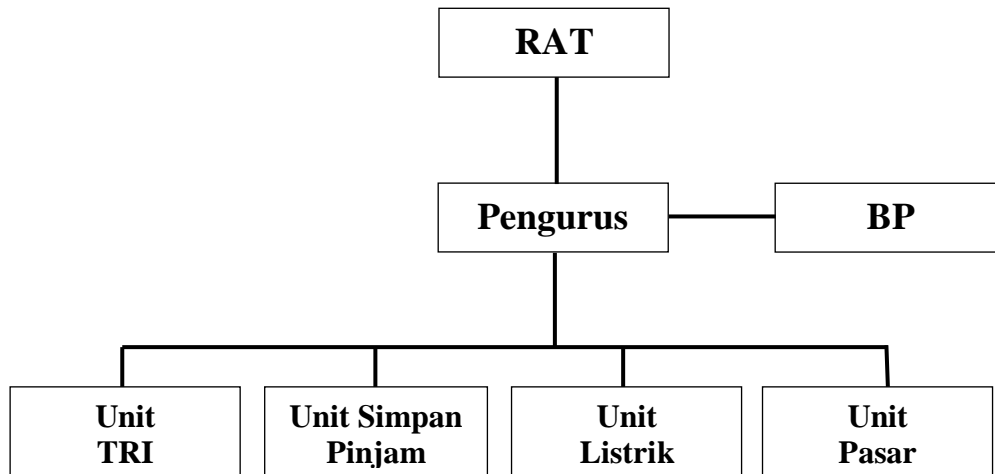 RAT
Pengurus
BP
Unit
TRI
Unit Simpan
Pinjam
Unit
Listrik
Unit
Pasar